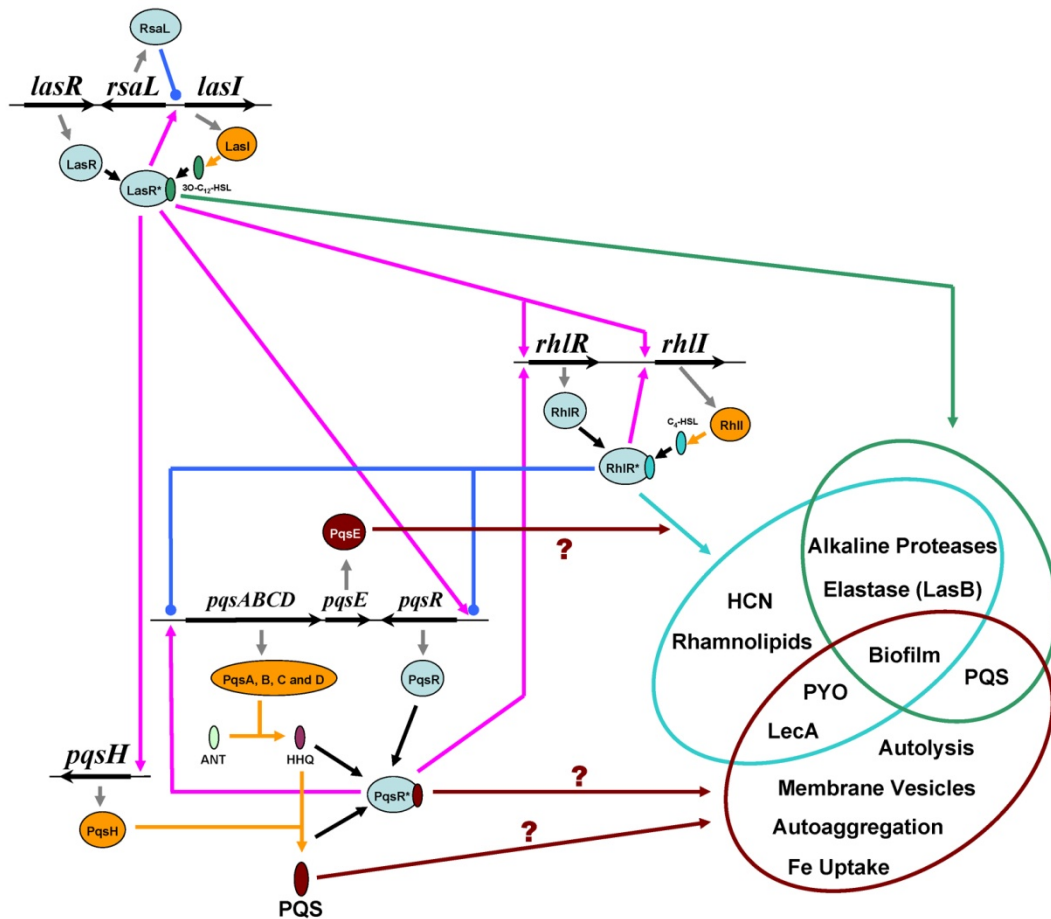 RsaL
lasR rsaL lasI
LasI
LasR
LasR*
3O-C₁₂-HSL
rhlR rhlI
RhlR
C₄-HSL
RhlI
RhlR*
PqsE
?
Alkaline Proteases
Elastase (LasB)
HCN
Rhamnolipids
Biofilm
PQS
PYO
LecA
pqsABCD pqsE pqsR
PqsA, B, C and D
PqsR
ANT
HHQ
pqsH
PqsH
PqsR*
?
?
PQS
Autolysis
Membrane Vesicles
Autoaggregation
Fe Uptake